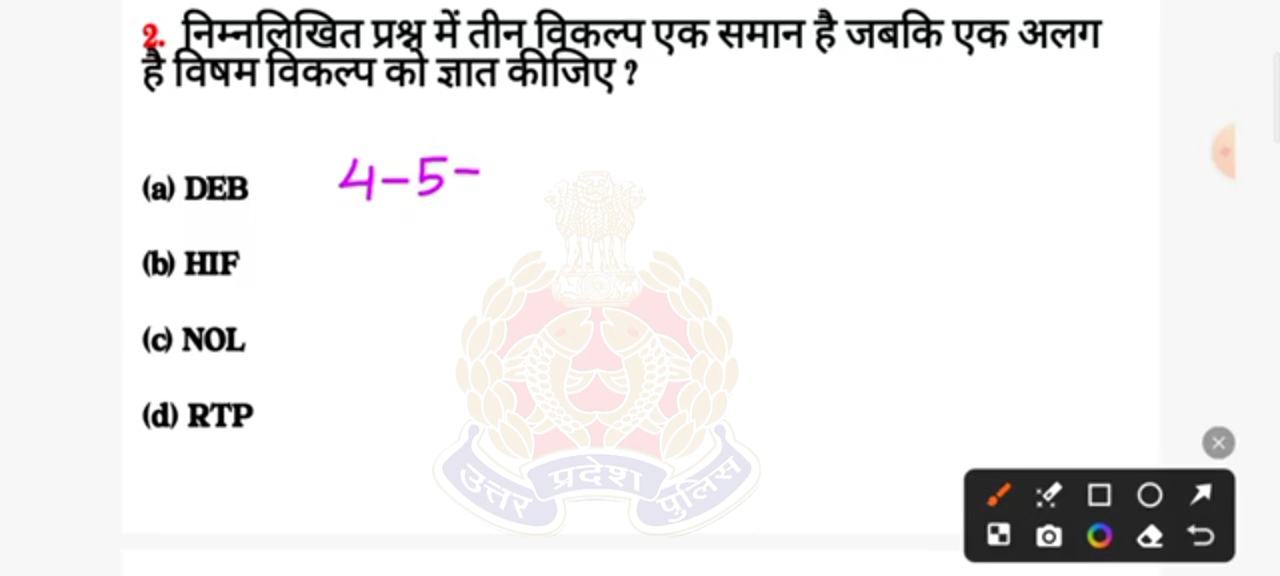 2. निम्नलिखित प्रश्न में तीन विकल्प एक समान है जबकि एक अलग
है विषम विकल्प को ज्ञात कीजिए ?
(a) DEB 4-5-
(b) HIF
(c) NOL
(d) RTP
उत्तर प्रदेश पुलिस